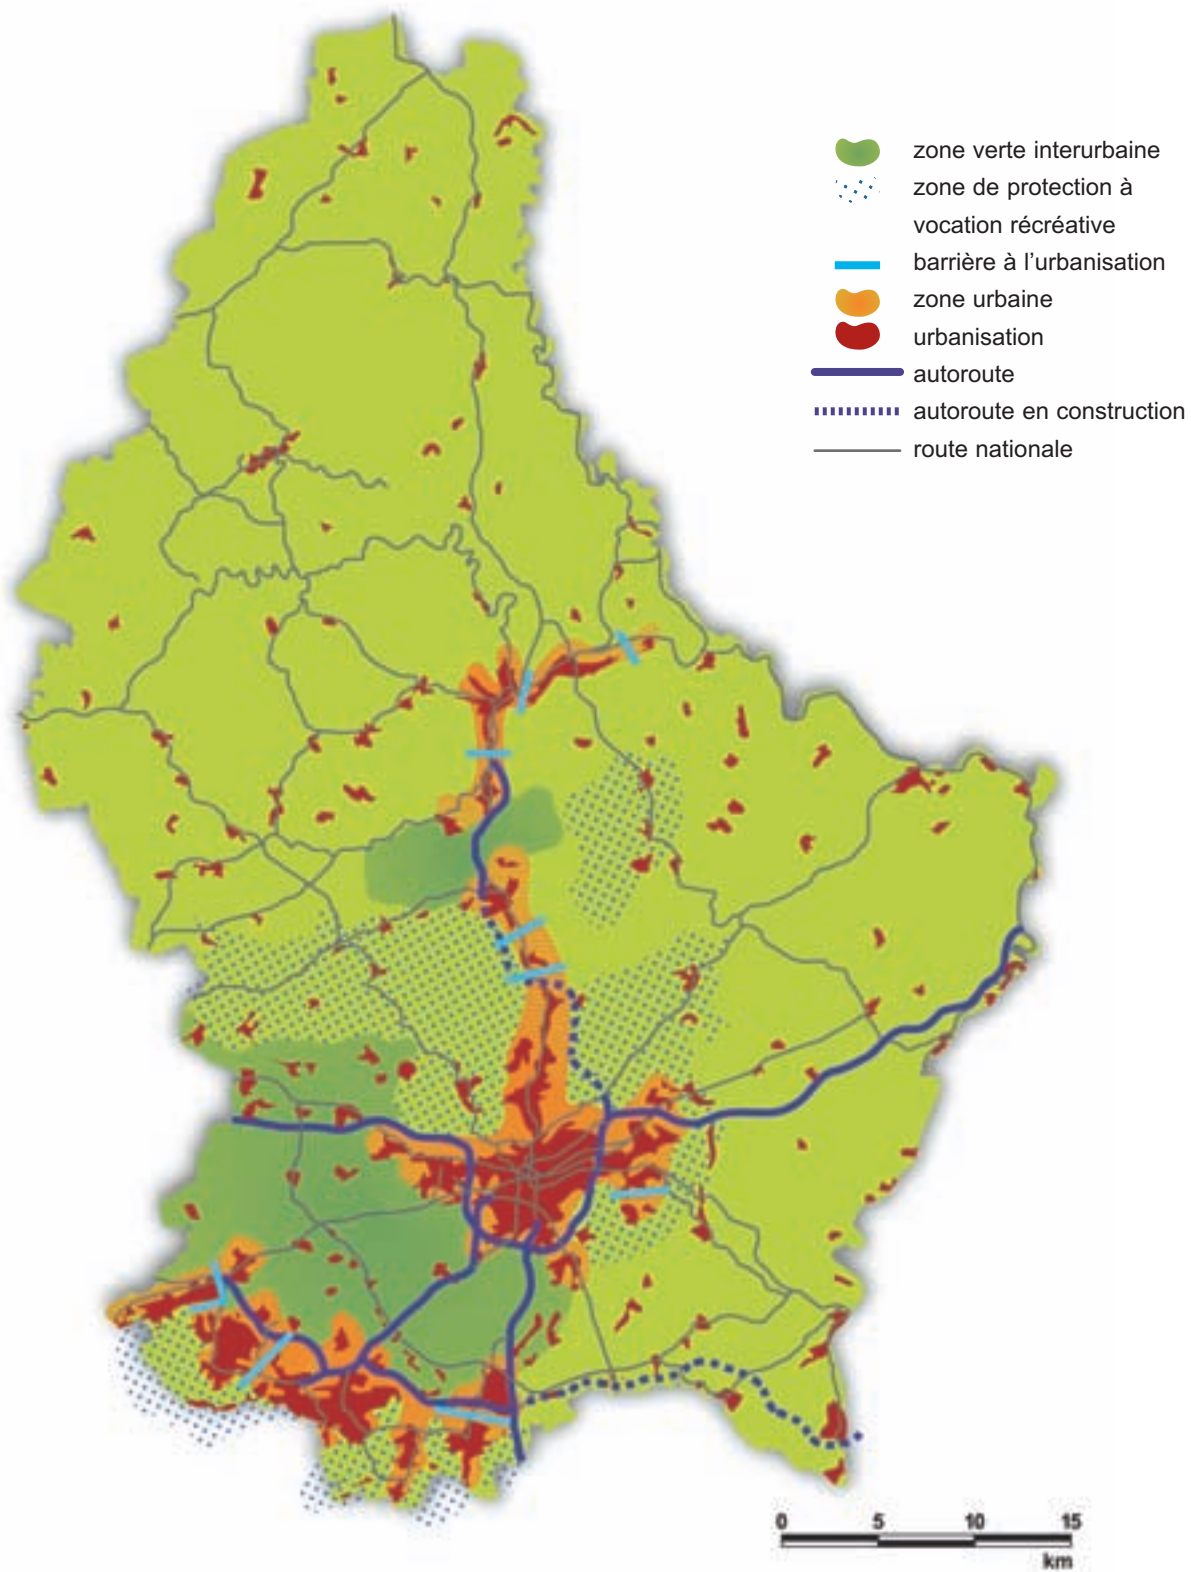 zone verte interurbaine
zone de protection à
vocation récréative
barrière à l'urbanisation
zone urbaine
urbanisation
autoroute
autoroute en construction
route nationale
0 5 10 15
km